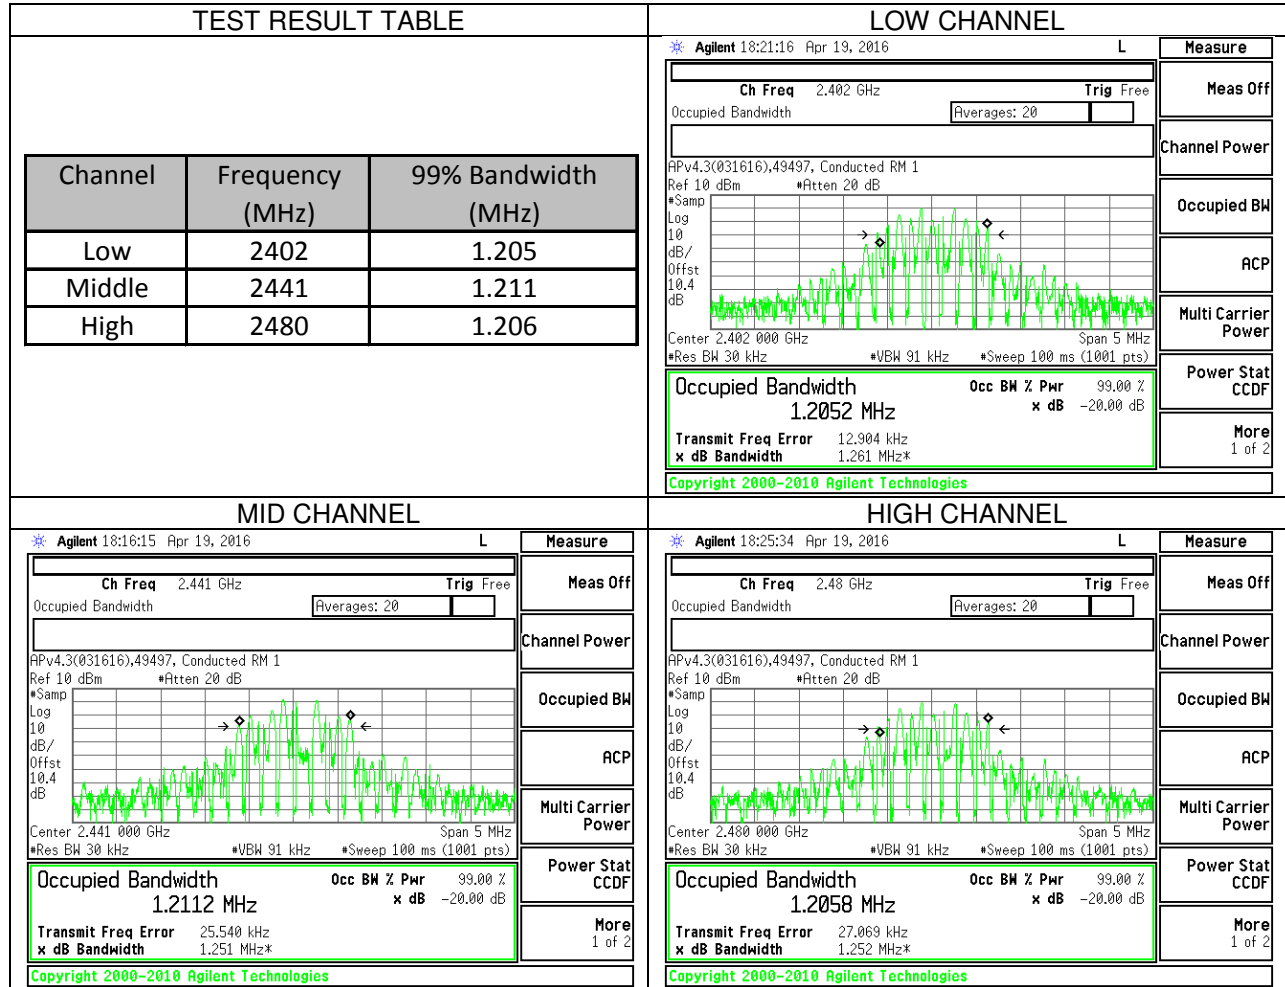 TEST RESULT TABLE
Channel Frequency (MHz) 99% Bandwidth (MHz)
Low 2402 1.205
Middle 2441 1.211
High 2480 1.206
LOW CHANNEL
Agilent 18:21:16 Apr 19, 2016 L
Measure
Ch Freq 2.402 GHz Trig Free
Occupied Bandwidth Averages: 20
APv4.3(031616),49497, Conducted RM 1
Ref 10 dBm #Atten 20 dB
#Samp
Log
10
dB/
Offst
10.4
dB
Center 2.402 000 GHz Span 5 MHz
#Res BW 30 kHz #VBW 91 kHz #Sweep 100 ms (1001 pts)
Occupied Bandwidth Occ BW % Pwr 99.00 %
1.2052 MHz x dB -20.00 dB
Transmit Freq Error 12.904 kHz
x dB Bandwidth 1.261 MHz*
Copyright 2000-2010 Agilent Technologies
Meas Off
Channel Power
Occupied BW
ACP
Multi Carrier
Power
Power Stat
CCDF
More
1 of 2
MID CHANNEL
Agilent 18:16:15 Apr 19, 2016 L
Measure
Ch Freq 2.441 GHz Trig Free
Occupied Bandwidth Averages: 20
APv4.3(031616),49497, Conducted RM 1
Ref 10 dBm #Atten 20 dB
#Samp
Log
10
dB/
Offst
10.4
dB
Center 2.441 000 GHz Span 5 MHz
#Res BW 30 kHz #VBW 91 kHz #Sweep 100 ms (1001 pts)
Occupied Bandwidth Occ BW % Pwr 99.00 %
1.2112 MHz x dB -20.00 dB
Transmit Freq Error 25.540 kHz
x dB Bandwidth 1.251 MHz*
Copyright 2000-2010 Agilent Technologies
Meas Off
Channel Power
Occupied BW
ACP
Multi Carrier
Power
Power Stat
CCDF
More
1 of 2
HIGH CHANNEL
Agilent 18:25:34 Apr 19, 2016 L
Measure
Ch Freq 2.48 GHz Trig Free
Occupied Bandwidth Averages: 20
APv4.3(031616),49497, Conducted RM 1
Ref 10 dBm #Atten 20 dB
#Samp
Log
10
dB/
Offst
10.4
dB
Center 2.480 000 GHz Span 5 MHz
#Res BW 30 kHz #VBW 91 kHz #Sweep 100 ms (1001 pts)
Occupied Bandwidth Occ BW % Pwr 99.00 %
1.2058 MHz x dB -20.00 dB
Transmit Freq Error 27.069 kHz
x dB Bandwidth 1.252 MHz*
Copyright 2000-2010 Agilent Technologies
Meas Off
Channel Power
Occupied BW
ACP
Multi Carrier
Power
Power Stat
CCDF
More
1 of 2